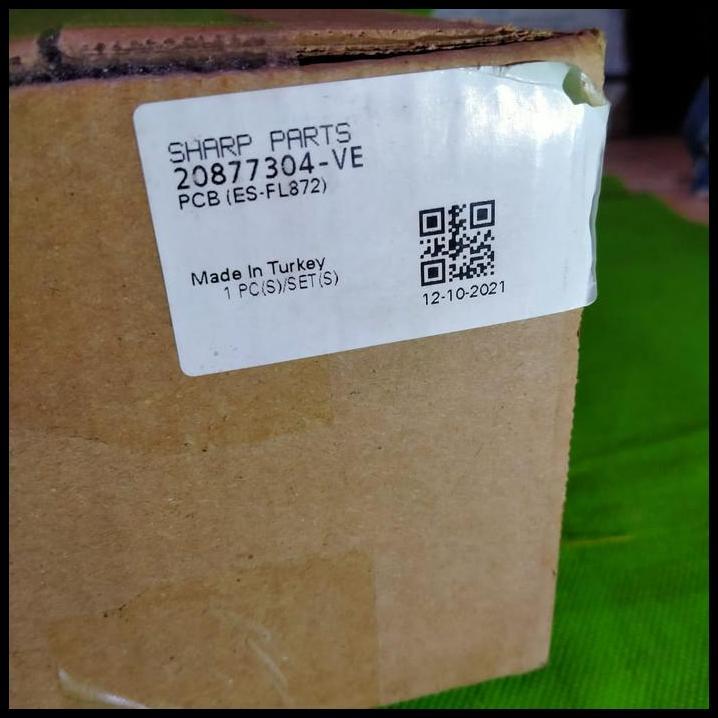 SHARP PARTS
20877304-VE
PCB (ES-FL872)
Made In Turkey
1 PC(S)/SET(S)
12-10-2021